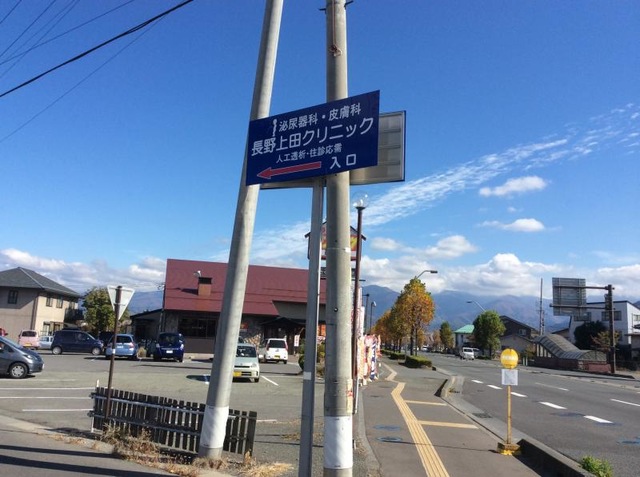 泌尿器科・皮膚科
長野上田クリニック
人工透析・往診応需
入口